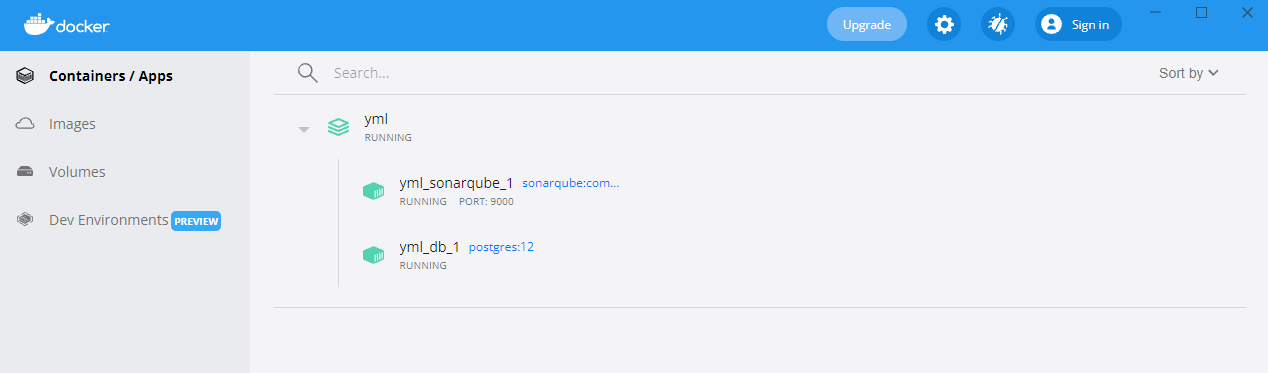 docker
Upgrade
Sign in
Containers / Apps
Images
Volumes
Dev Environments PREVIEW
Search...
Sort by
yml
RUNNING
yml_sonarqube_1 sonarqube:com...
RUNNING PORT: 9000
yml_db_1 postgres:12
RUNNING